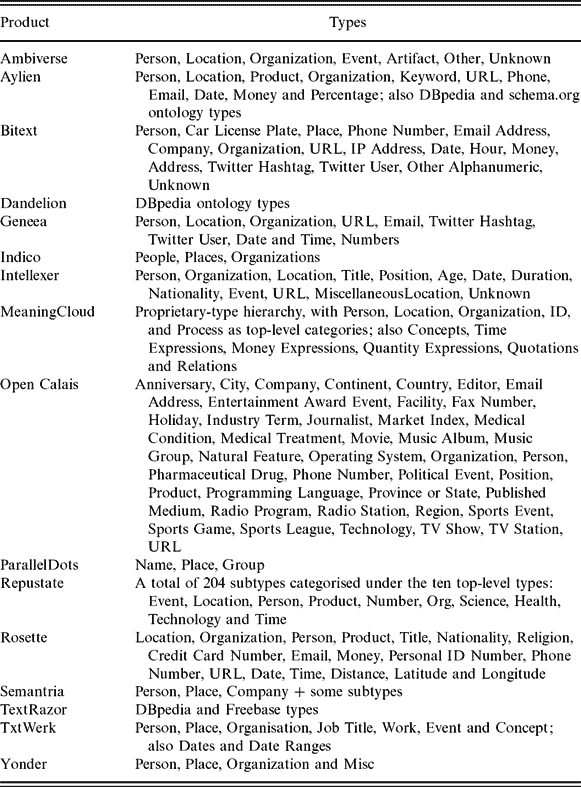 Product Types
Ambiverse Person, Location, Organization, Event, Artifact, Other, Unknown
Aylien Person, Location, Product, Organization, Keyword, URL, Phone,
Email, Date, Money and Percentage; also DBpedia and schema.org
ontology types
Bitext Person, Car License Plate, Place, Phone Number, Email Address,
Company, Organization, URL, IP Address, Date, Hour, Money,
Address, Twitter Hashtag, Twitter User, Other Alphanumeric,
Unknown
Dandelion DBpedia ontology types
Geneea Person, Location, Organization, URL, Email, Twitter Hashtag,
Twitter User, Date and Time, Numbers
Indico People, Places, Organizations
Intellexer Person, Organization, Location, Title, Position, Age, Date, Duration,
Nationality, Event, URL, MiscellaneousLocation, Unknown
MeaningCloud Proprietary-type hierarchy, with Person, Location, Organization, ID,
and Process as top-level categories; also Concepts, Time
Expressions, Money Expressions, Quantity Expressions, Quotations
and Relations
Open Calais Anniversary, City, Company, Continent, Country, Editor, Email
Address, Entertainment Award Event, Facility, Fax Number,
Holiday, Industry Term, Journalist, Market Index, Medical
Condition, Medical Treatment, Movie, Music Album, Music
Group, Natural Feature, Operating System, Organization, Person,
Pharmaceutical Drug, Phone Number, Political Event, Position,
Product, Programming Language, Province or State, Published
Medium, Radio Program, Radio Station, Region, Sports Event,
Sports Game, Sports League, Technology, TV Show, TV Station,
URL
ParallelDots Name, Place, Group
Repustate A total of 204 subtypes categorised under the ten top-level types:
Event, Location, Person, Product, Number, Org, Science, Health,
Technology and Time
Rosette Location, Organization, Person, Product, Title, Nationality, Religion,
Credit Card Number, Email, Money, Personal ID Number, Phone
Number, URL, Date, Time, Distance, Latitude and Longitude
Semantria Person, Place, Company + some subtypes
TextRazor DBpedia and Freebase types
TxtWerk Person, Place, Organisation, Job Title, Work, Event and Concept;
also Dates and Date Ranges
Yonder Person, Place, Organization and Misc